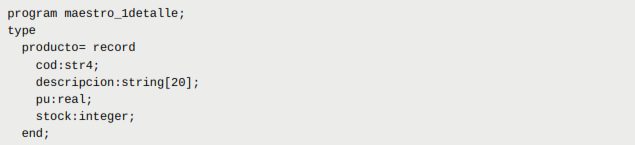 program maestro_1detalle;
type
  producto= record
    cod:str4;
    descripcion:string[20];
    pu:real;
    stock:integer;
  end;